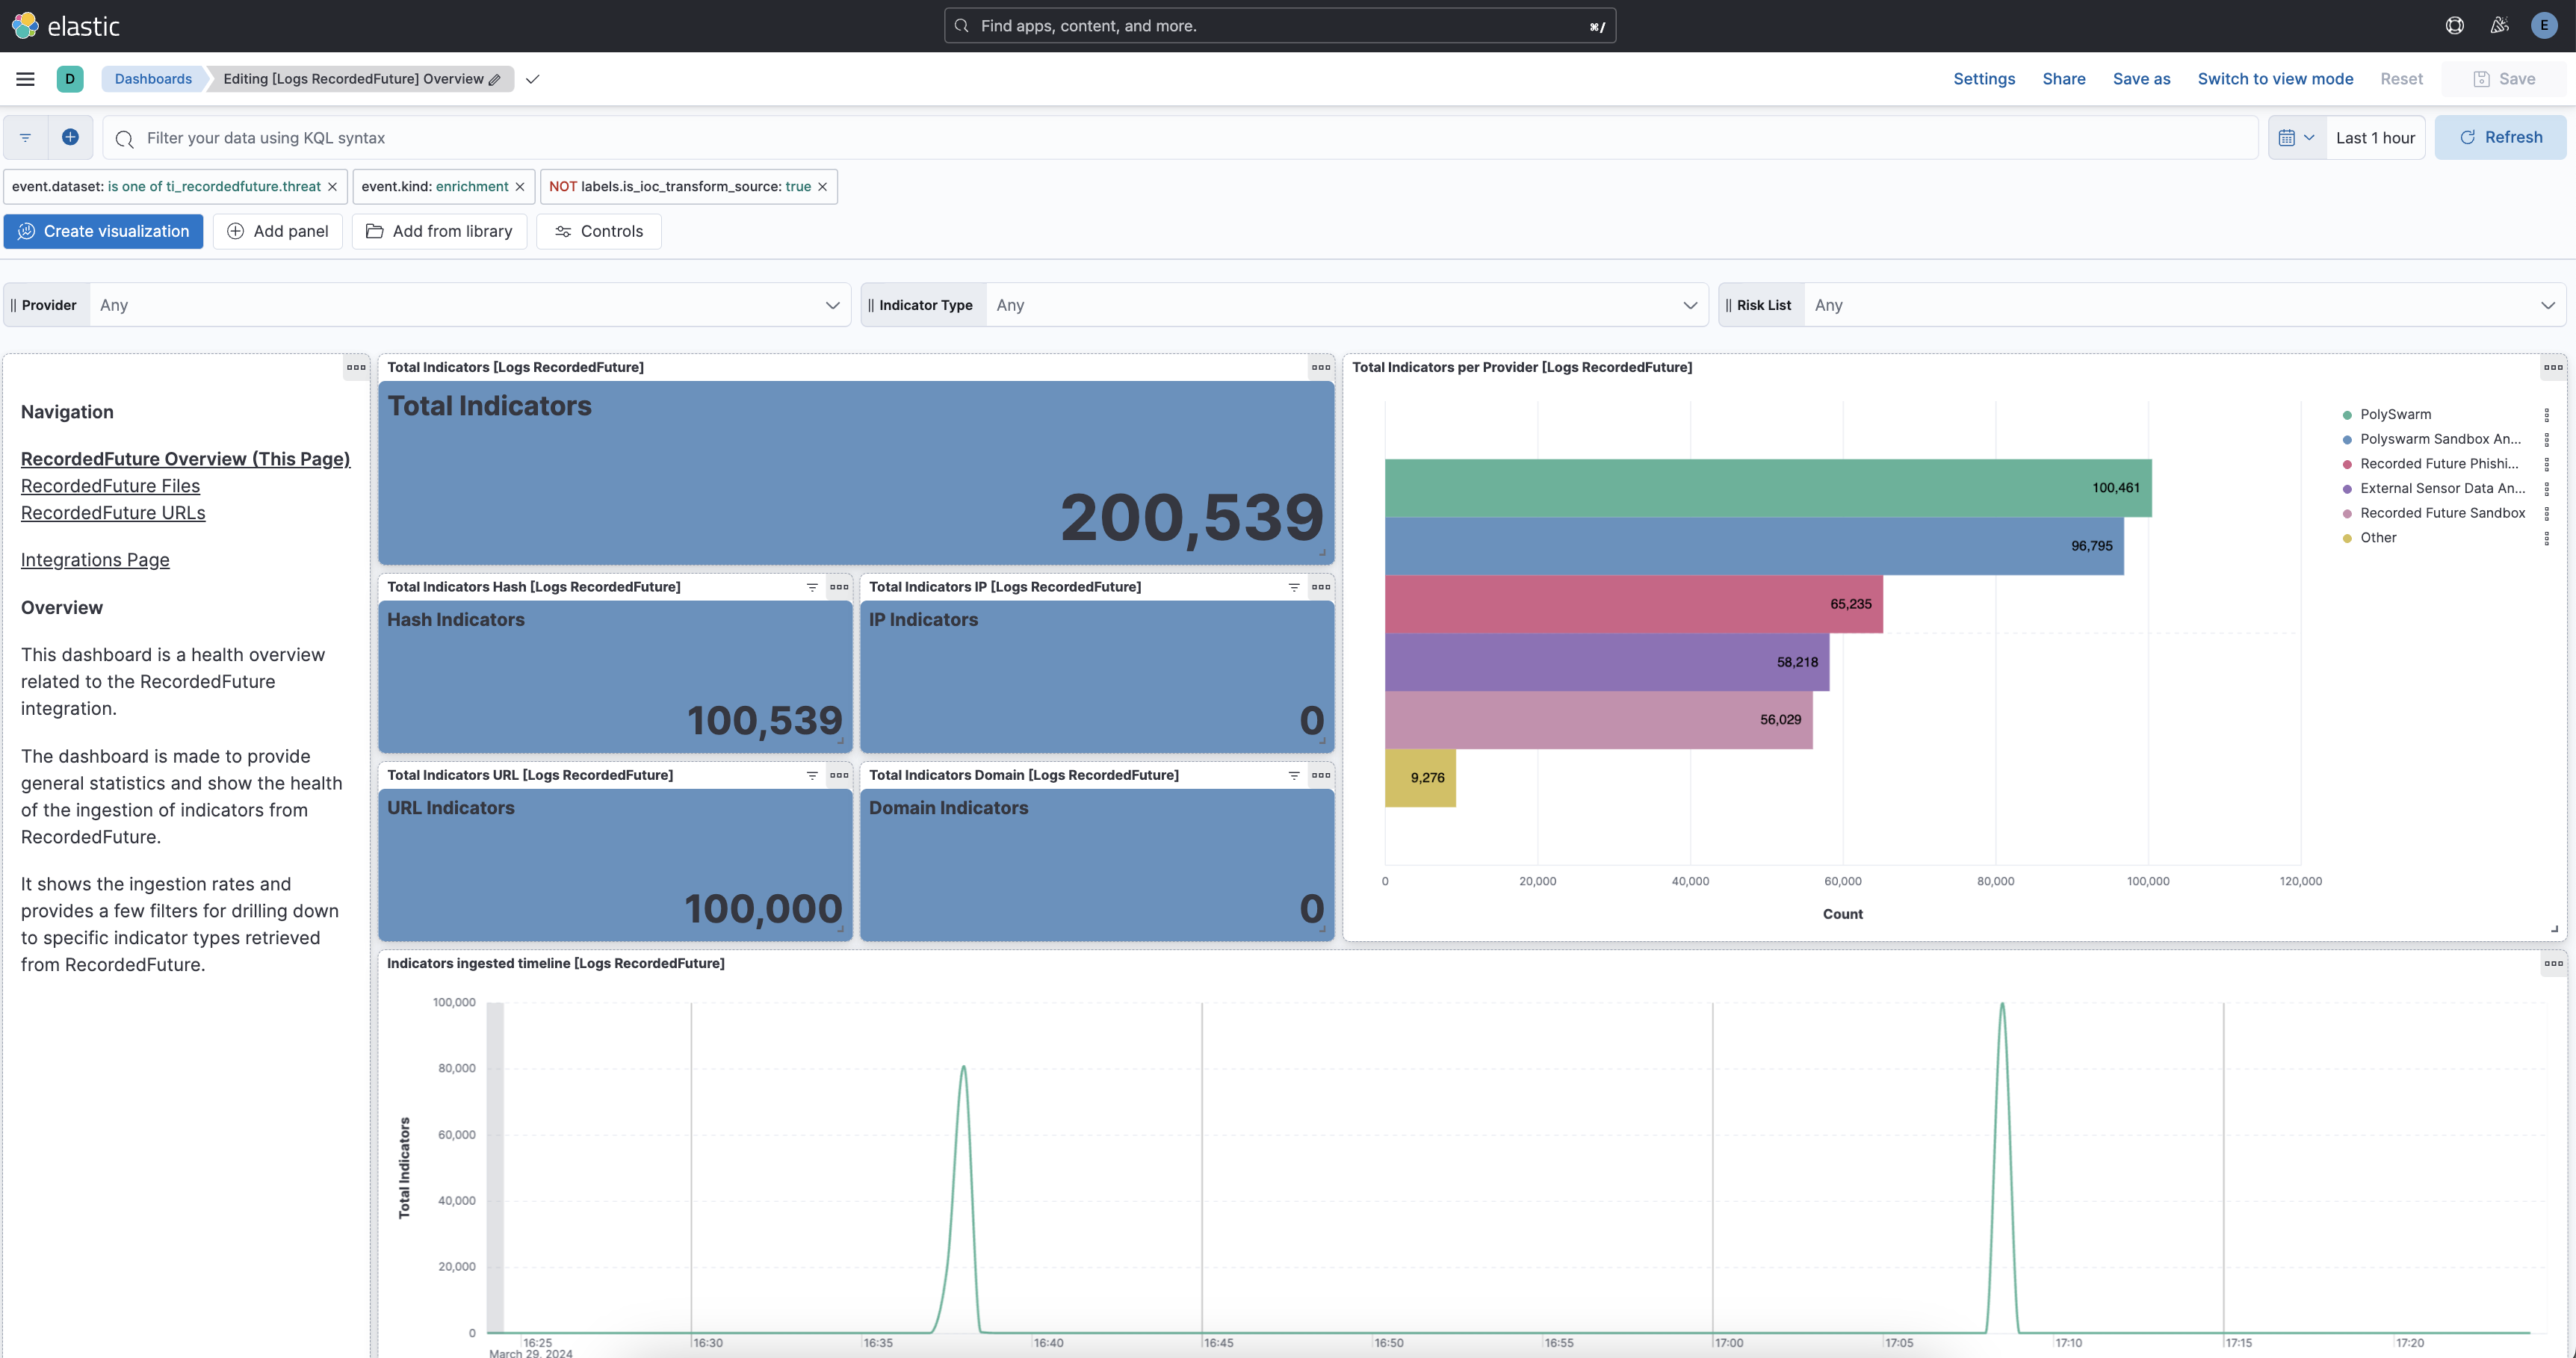 elastic
Find apps, content, and more.
⌘/
E
D
Dashboards
Editing [Logs RecordedFuture] Overview
Settings
Share
Save as
Switch to view mode
Reset
Save
Filter your data using KQL syntax
Last 1 hour
Refresh
event.dataset: is one of ti_recordedfuture.threat
event.kind: enrichment
NOT labels.is_ioc_transform_source: true
Create visualization
Add panel
Add from library
Controls
Provider
Any
Indicator Type
Any
Risk List
Any
Navigation
RecordedFuture Overview (This Page)
RecordedFuture Files
RecordedFuture URLs
Integrations Page
Overview
This dashboard is a health overview
related to the RecordedFuture
integration.
The dashboard is made to provide
general statistics and show the health
of the ingestion of indicators from
RecordedFuture.
It shows the ingestion rates and
provides a few filters for drilling down
to specific indicator types retrieved
from RecordedFuture.
Total Indicators [Logs RecordedFuture]
Total Indicators
200,539
Total Indicators Hash [Logs RecordedFuture]
Hash Indicators
100,539
Total Indicators IP [Logs RecordedFuture]
IP Indicators
0
Total Indicators URL [Logs RecordedFuture]
URL Indicators
100,000
Total Indicators Domain [Logs RecordedFuture]
Domain Indicators
0
Total Indicators per Provider [Logs RecordedFuture]
100,461
96,795
65,235
58,218
56,029
9,276
0
20,000
40,000
60,000
80,000
100,000
120,000
Count
PolySwarm
Polyswarm Sandbox An...
Recorded Future Phishi...
External Sensor Data An...
Recorded Future Sandbox
Other
Indicators ingested timeline [Logs RecordedFuture]
Total Indicators
100,000
80,000
60,000
40,000
20,000
0
16:25
16:30
16:35
16:40
16:45
16:50
16:55
17:00
17:05
17:10
17:15
17:20
March 29, 2024